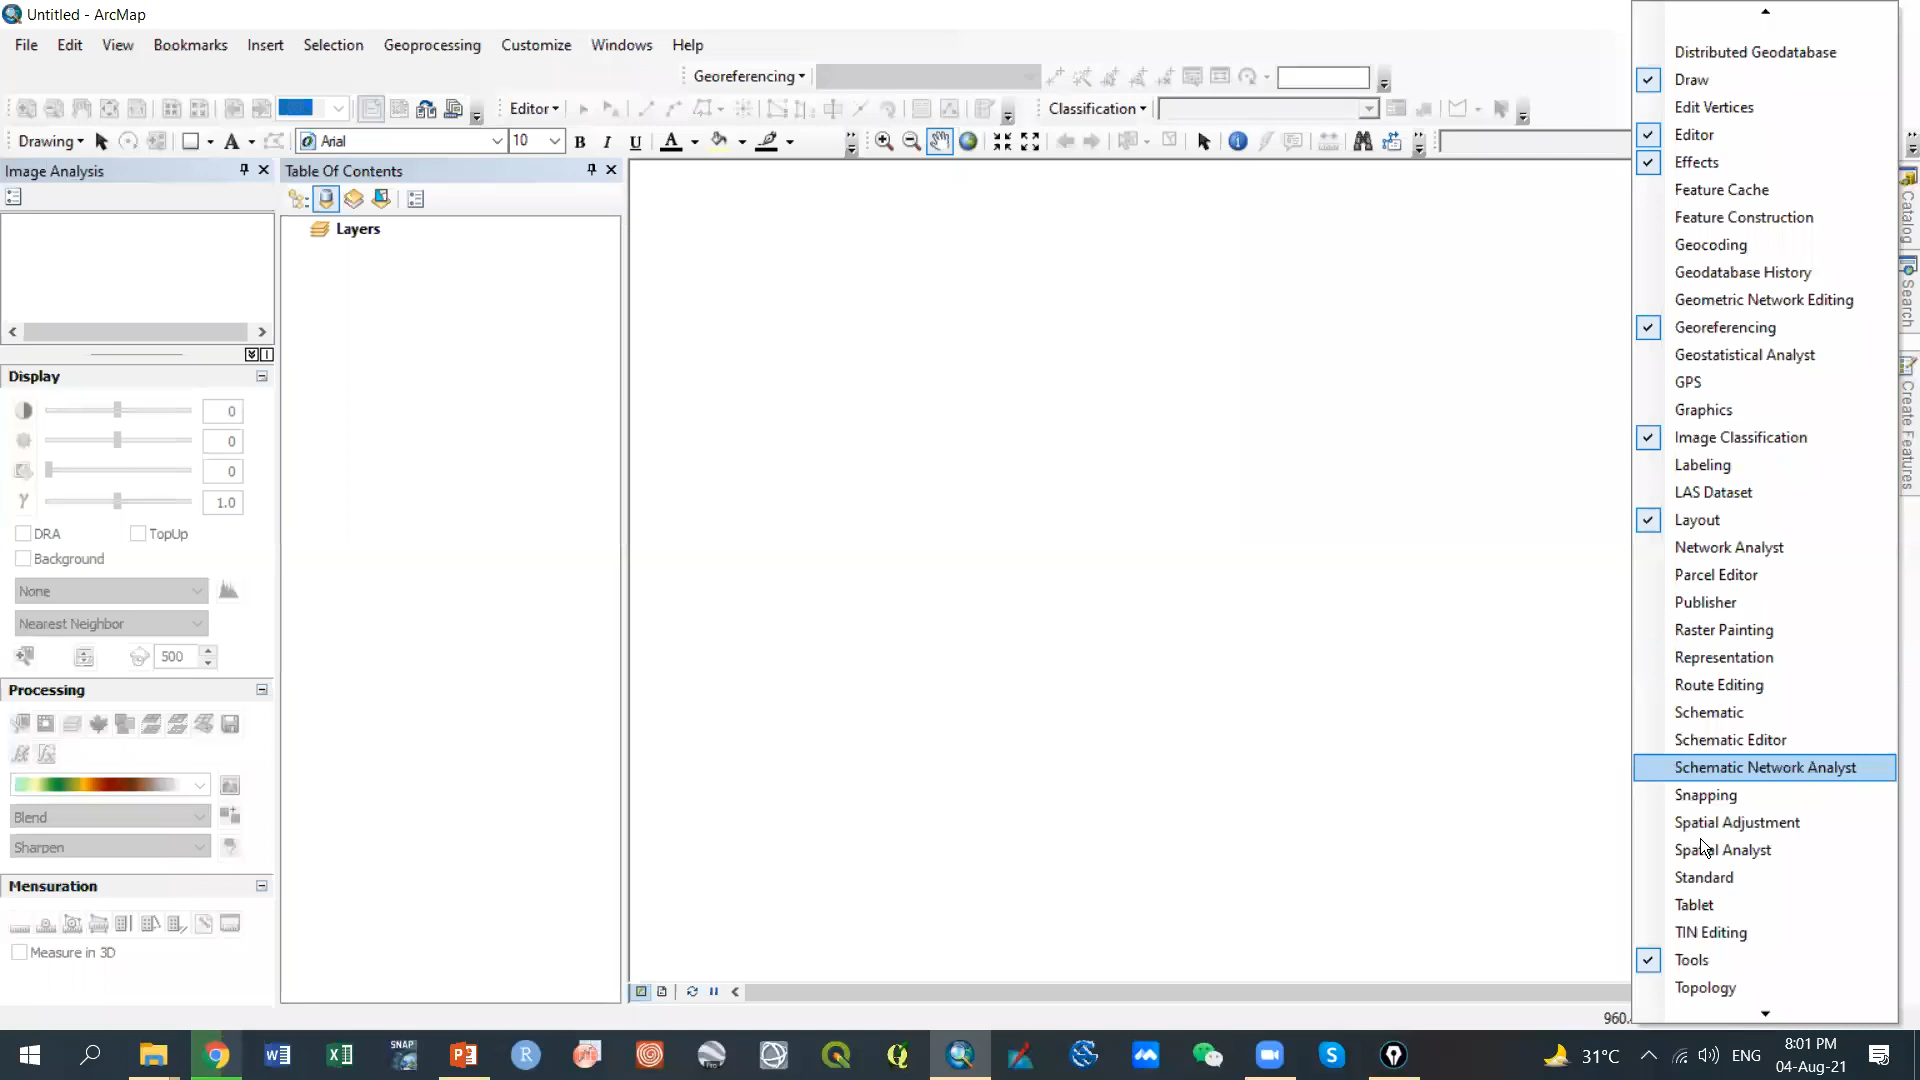 Untitled - ArcMap
File Edit View Bookmarks Insert Selection Geoprocessing Customize Windows Help
Georeferencing
Editor Classification
Drawing Arial 10 B I U A
Image Analysis
Table Of Contents
Layers
Display
0
0
0
1.0
DRA TopUp
Background
None
Nearest Neighbor
500
Processing
Blend
Sharpen
Mensuration
Measure in 3D
960.
Distributed Geodatabase
Draw
Edit Vertices
Editor
Effects
Feature Cache
Feature Construction
Geocoding
Geodatabase History
Geometric Network Editing
Georeferencing
Geostatistical Analyst
GPS
Graphics
Image Classification
Labeling
LAS Dataset
Layout
Network Analyst
Parcel Editor
Publisher
Raster Painting
Representation
Route Editing
Schematic
Schematic Editor
Schematic Network Analyst
Snapping
Spatial Adjustment
Spatial Analyst
Standard
Tablet
TIN Editing
Tools
Topology
Catalog
Search
Create Features
SNAP
Pro
31°C ENG
8:01 PM
04-Aug-21